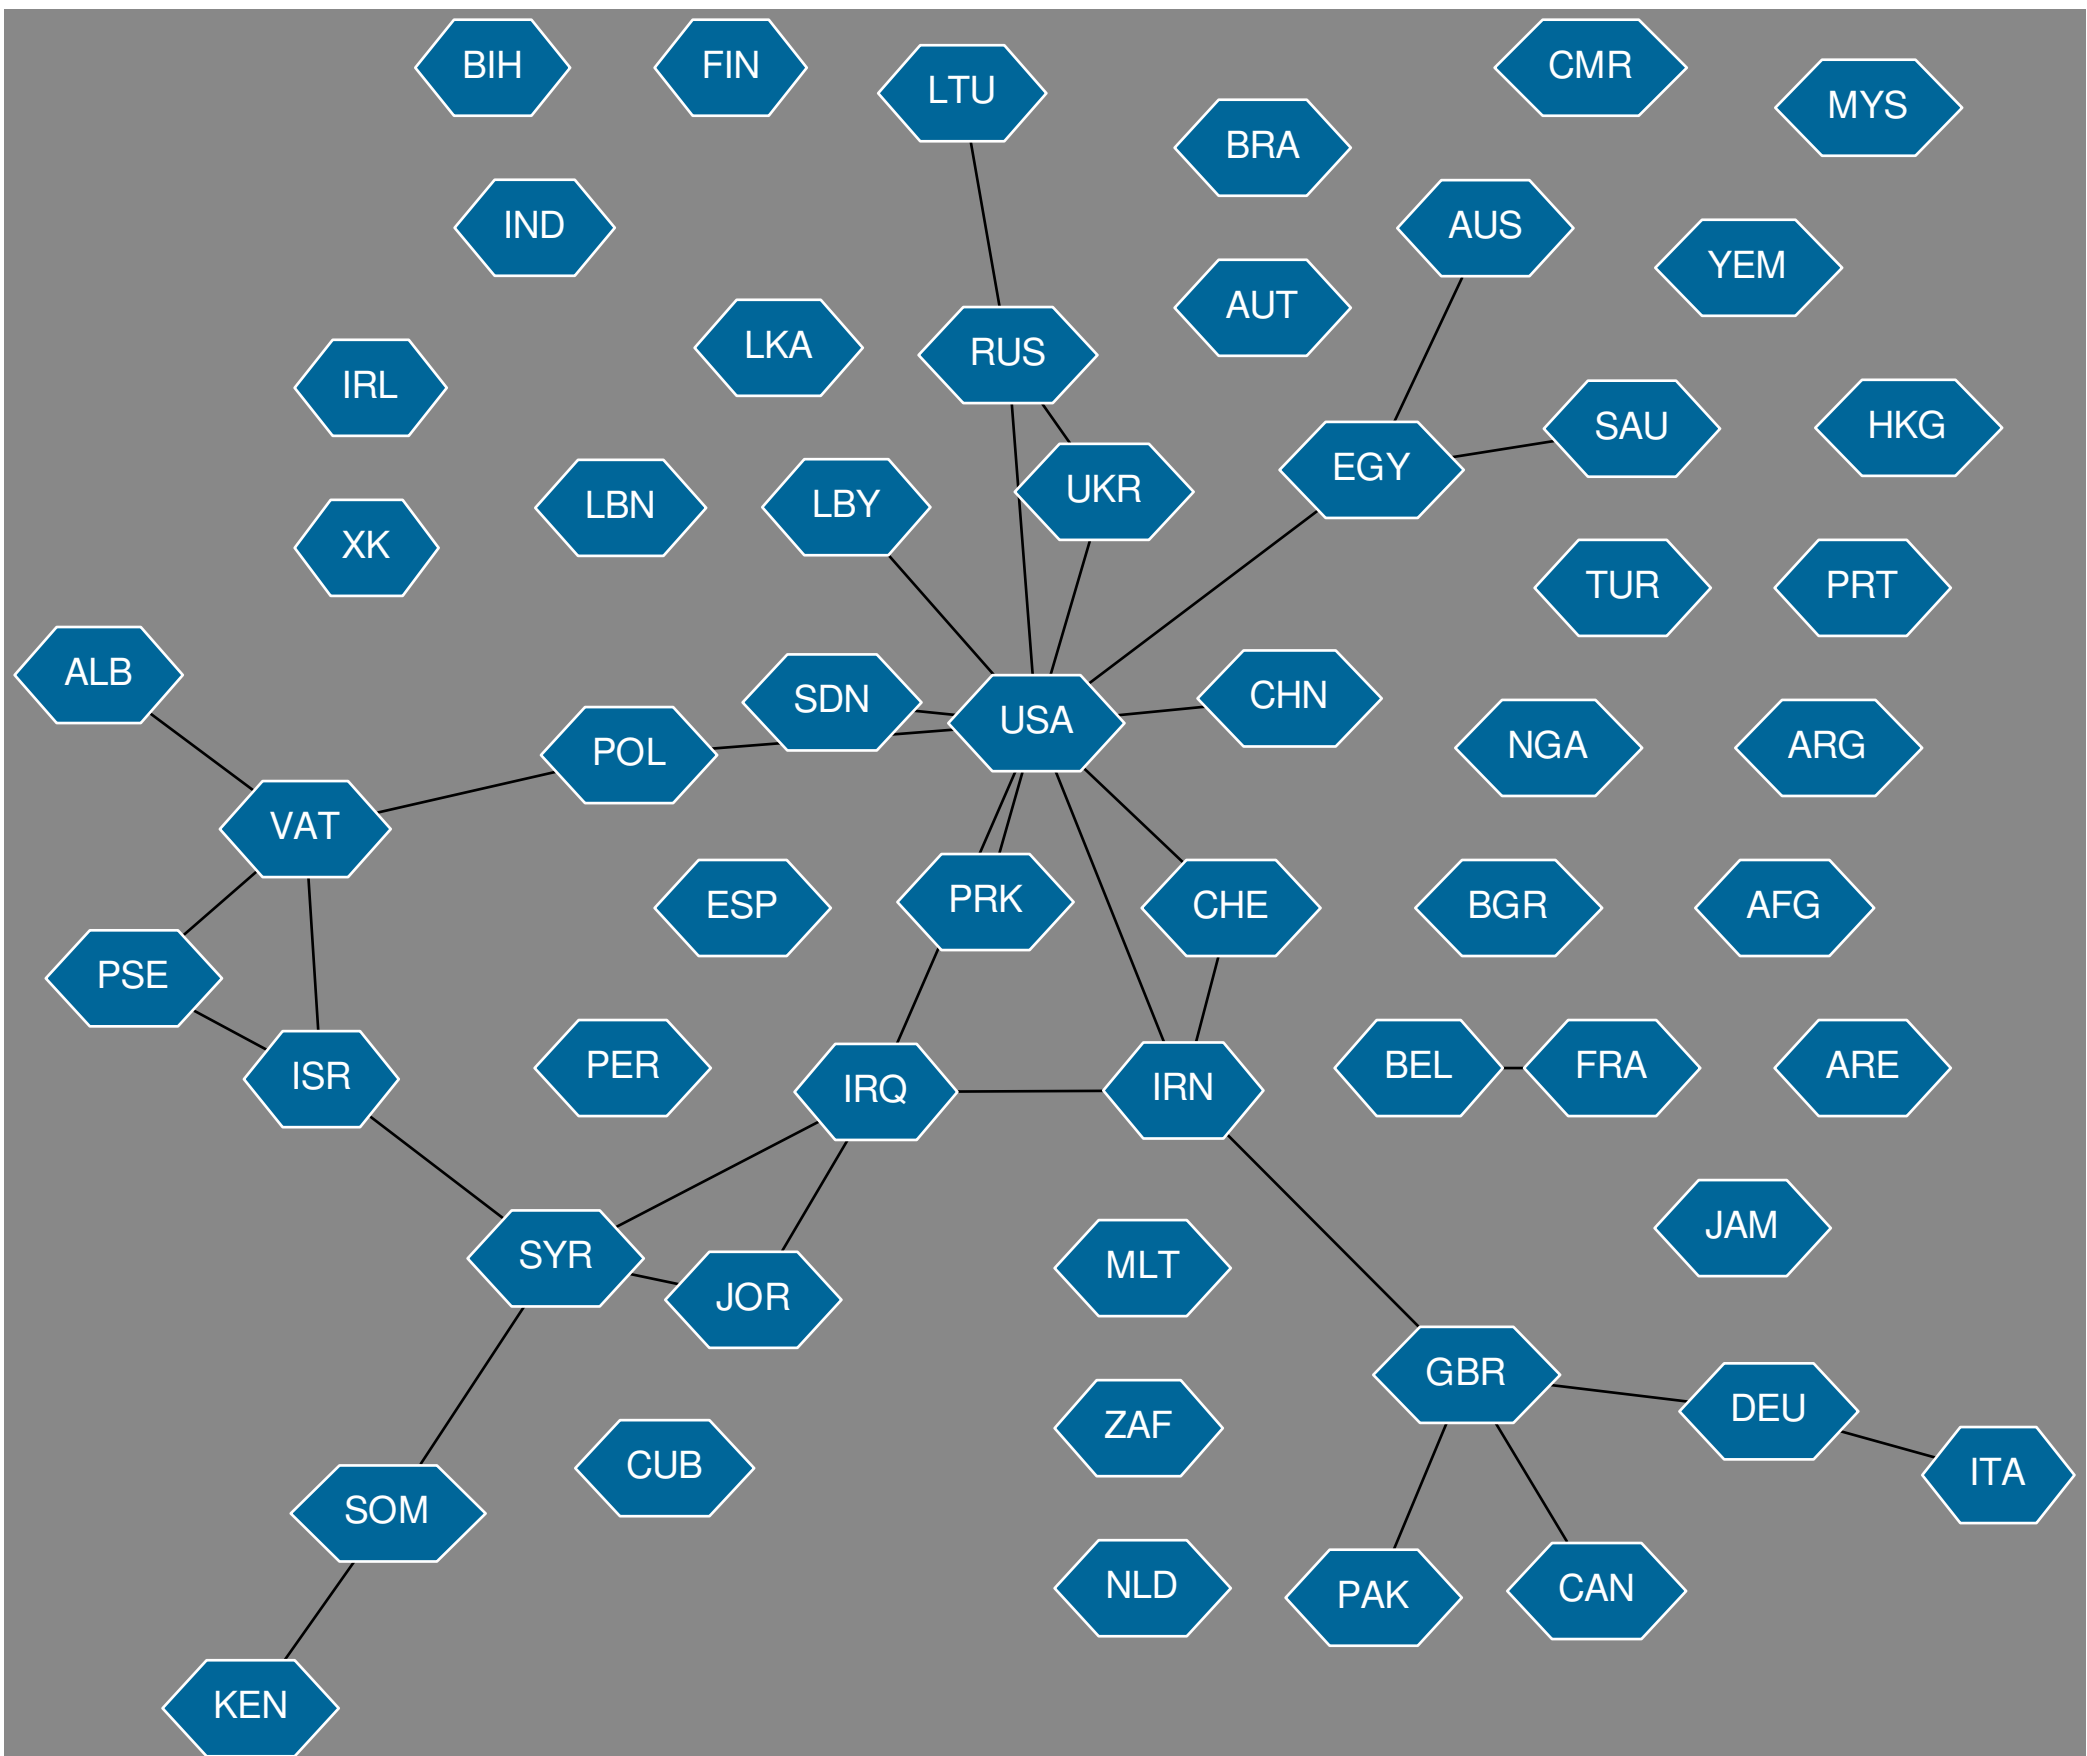 BIH
FIN
LTU
CMR
MYS
BRA
IND
AUS
YEM
AUT
LKA
RUS
IRL
SAU
HKG
EGY
UKR
LBN
LBY
XK
TUR
PRT
ALB
SDN
CHN
USA
POL
NGA
ARG
VAT
PRK
ESP
CHE
BGR
AFG
PSE
PER
BEL
FRA
ARE
ISR
IRQ
IRN
JAM
SYR
MLT
JOR
GBR
DEU
ZAF
CUB
ITA
SOM
NLD
CAN
PAK
KEN